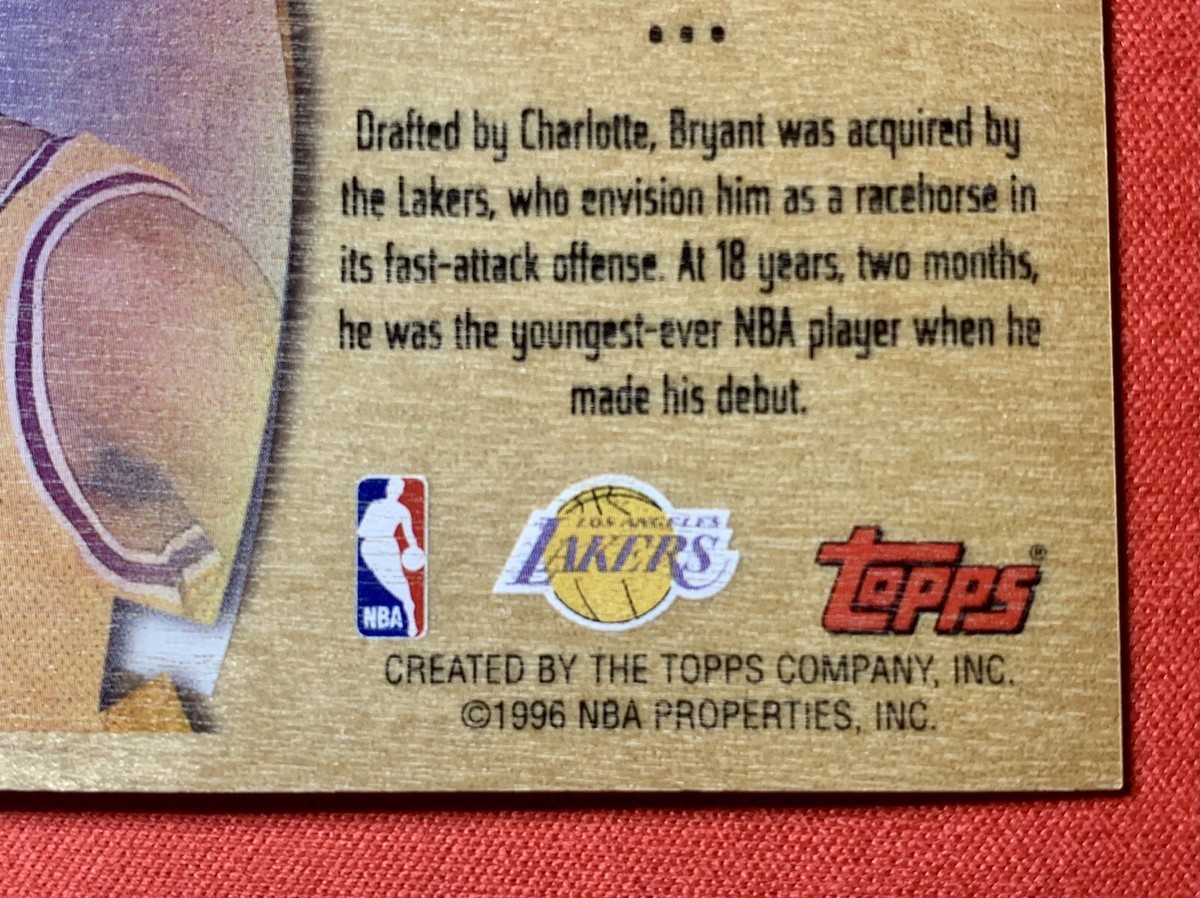 Drafted by Charlotte, Bryant was acquired by
the Lakers, who envision him as a racehorse in
its fast-attack offense. At 18 years, two months,
he was the youngest-ever NBA player when he
made his debut.
NBA
LOS ANGELES
LAKERS
Topps®
CREATED BY THE TOPPS COMPANY, INC.
©1996 NBA PROPERTIES, INC.